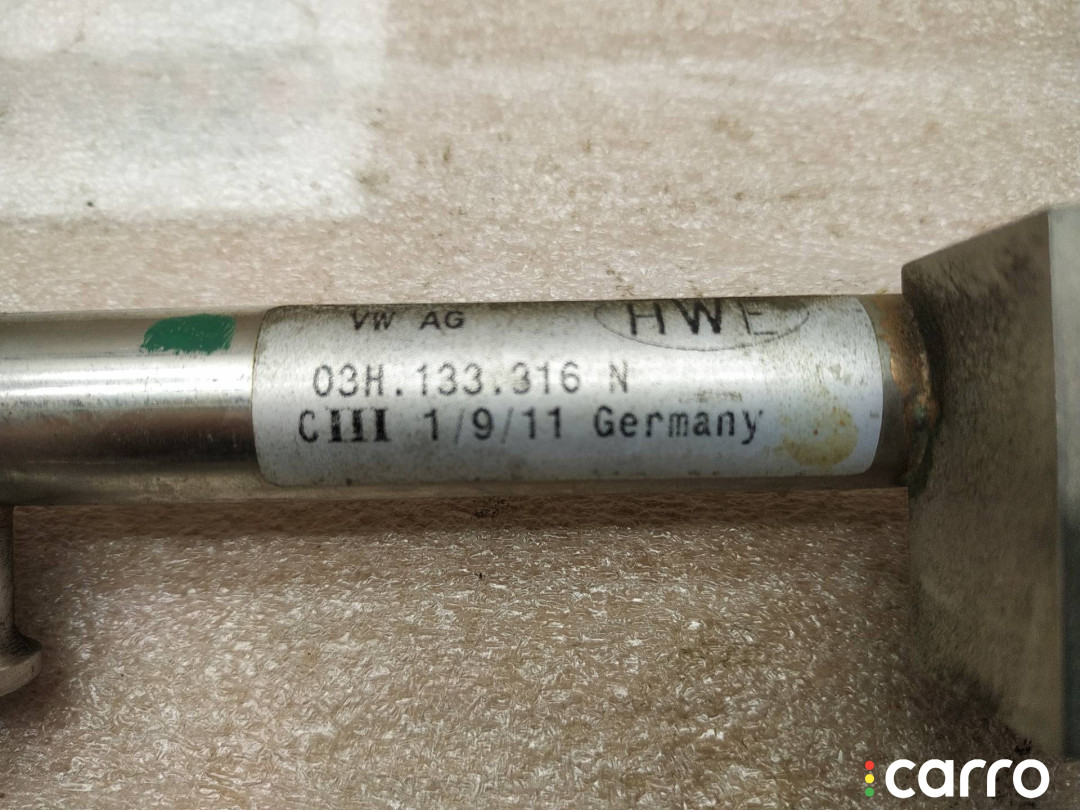 VW AG HWE
03H.133.316 N
CIII 1/9/11 Germany
carro